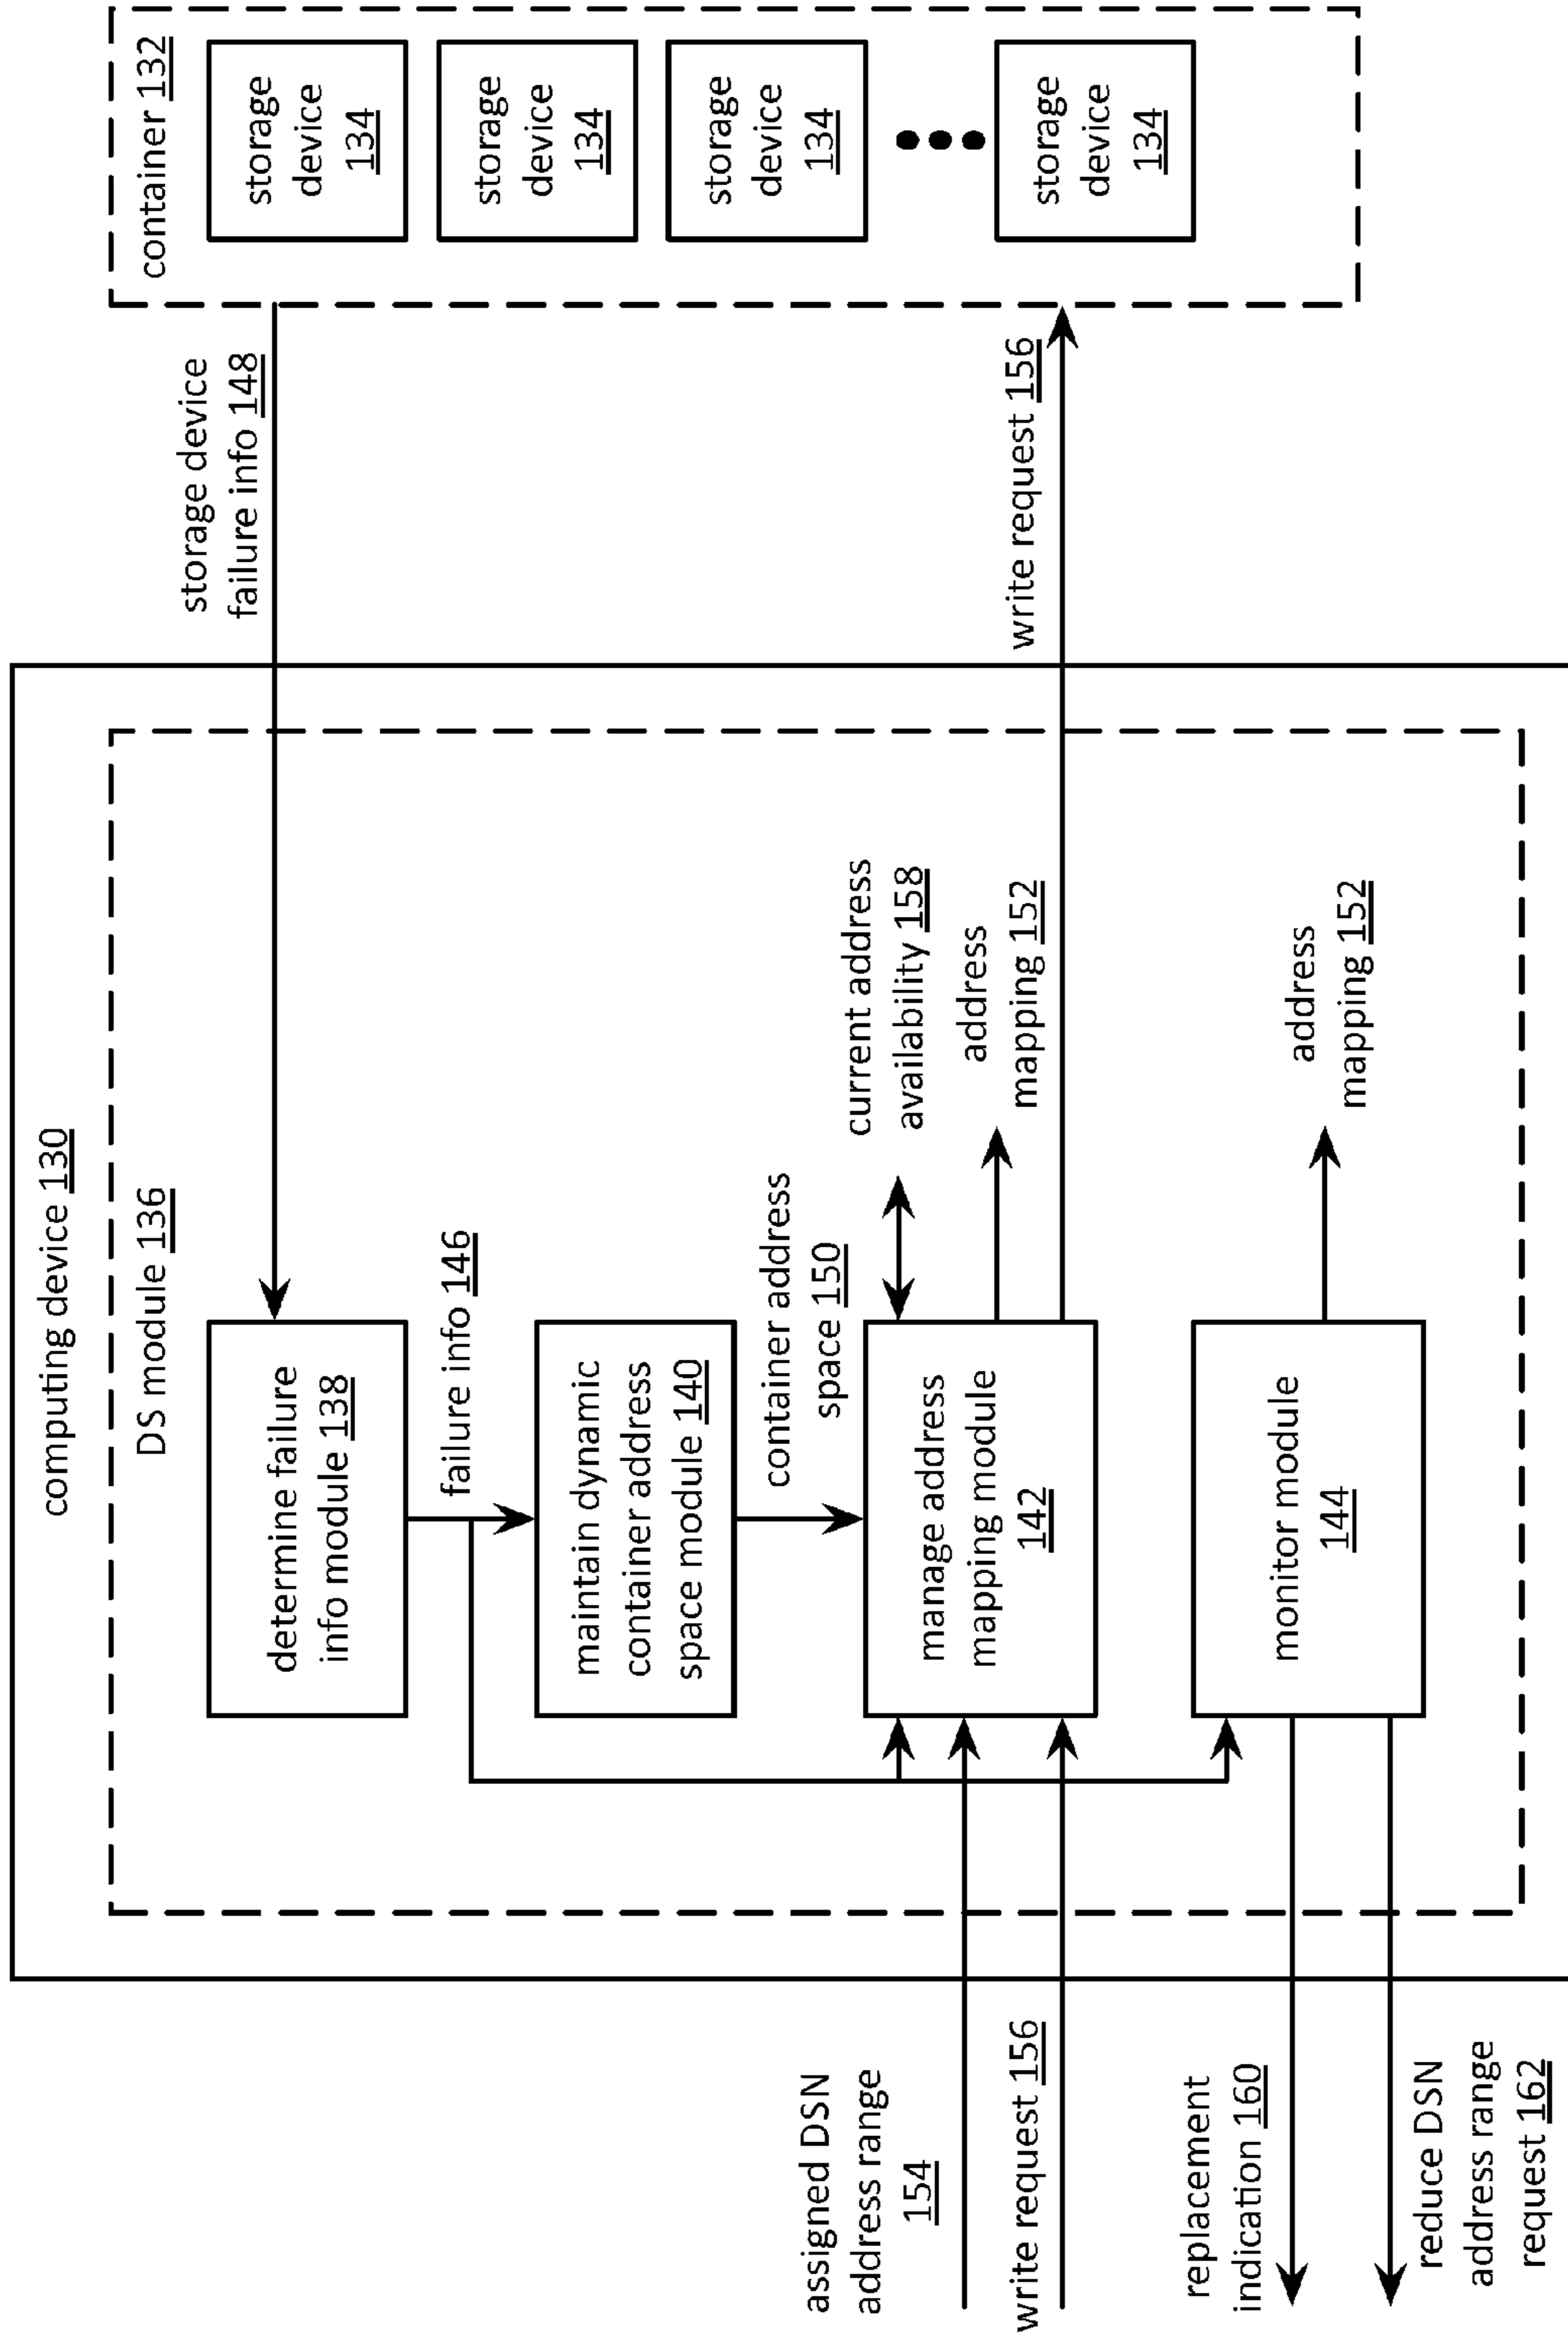 computing device 130
DS module 136
determine failure
info module 138
failure info 146
maintain dynamic
container address
space module 140
container address
space 150
manage address
mapping module
142
current address
availability 158
address
mapping 152
monitor module
144
address
mapping 152
assigned DSN
address range
154
write request 156
replacement
indication 160
reduce DSN
address range
request 162
storage device
failure info 148
write request 156
container 132
storage
device
134
storage
device
134
storage
device
134
storage
device
134